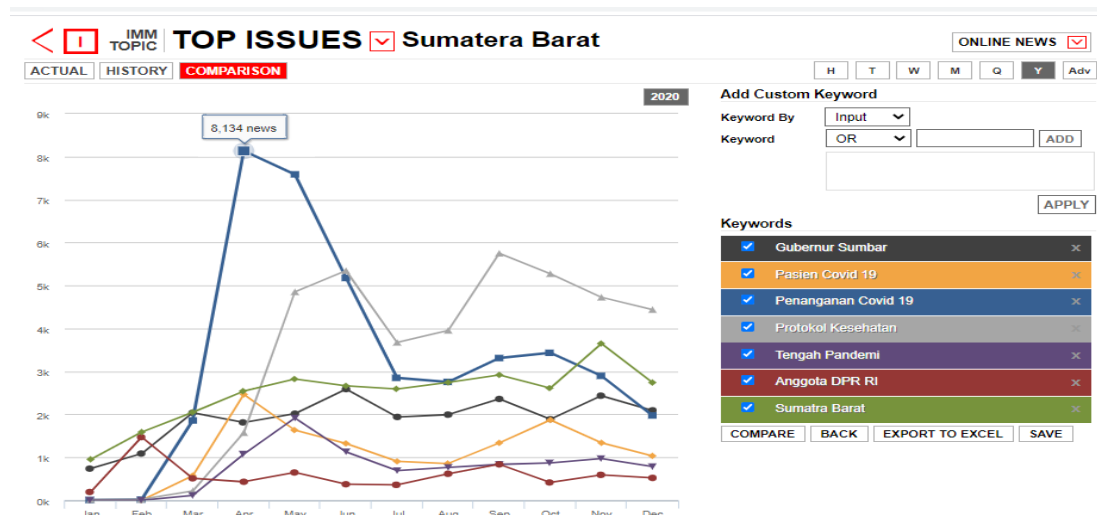 IMM TOPIC TOP ISSUES Sumatera Barat
ONLINE NEWS
ACTUAL HISTORY COMPARISON
H T W M Q Y Adv
2020
Add Custom Keyword
Keyword By Input
Keyword OR ADD
APPLY
Keywords
Gubernur Sumbar
Pasien Covid 19
Penanganan Covid 19
Protokol Kesehatan
Tengah Pandemi
Anggota DPR RI
Sumatra Barat
COMPARE BACK EXPORT TO EXCEL SAVE
8,134 news
9k
8k
7k
6k
5k
4k
3k
2k
1k
0k
Jan Feb Mar Apr May Jun Jul Aug Sep Oct Nov Dec